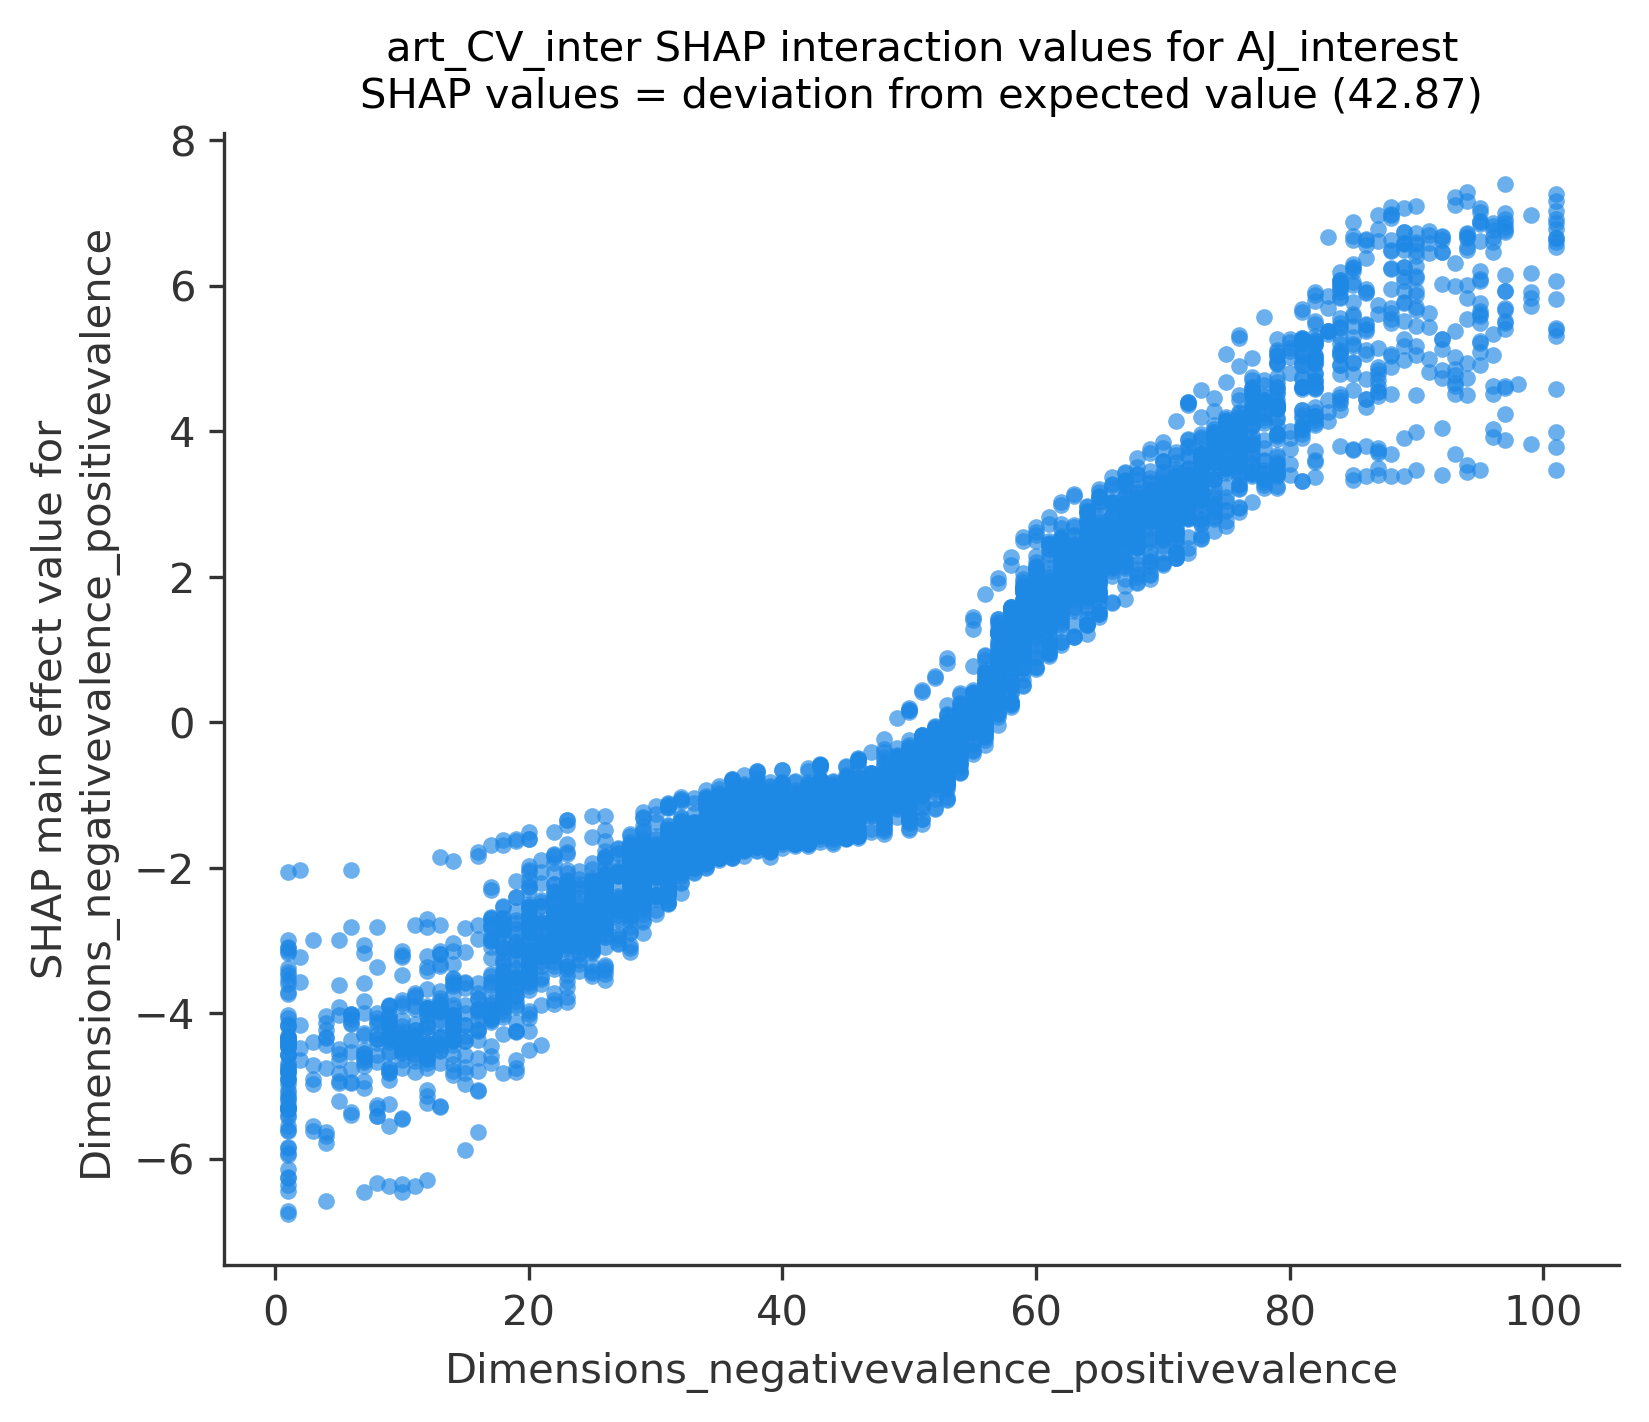 art_CV_inter SHAP interaction values for AJ_interest
SHAP values = deviation from expected value (42.87)
8
6
4
2
0
−2
−4
−6
SHAP main effect value for
Dimensions_negativevalence_positivevalence
0
20
40
60
80
100
Dimensions_negativevalence_positivevalence